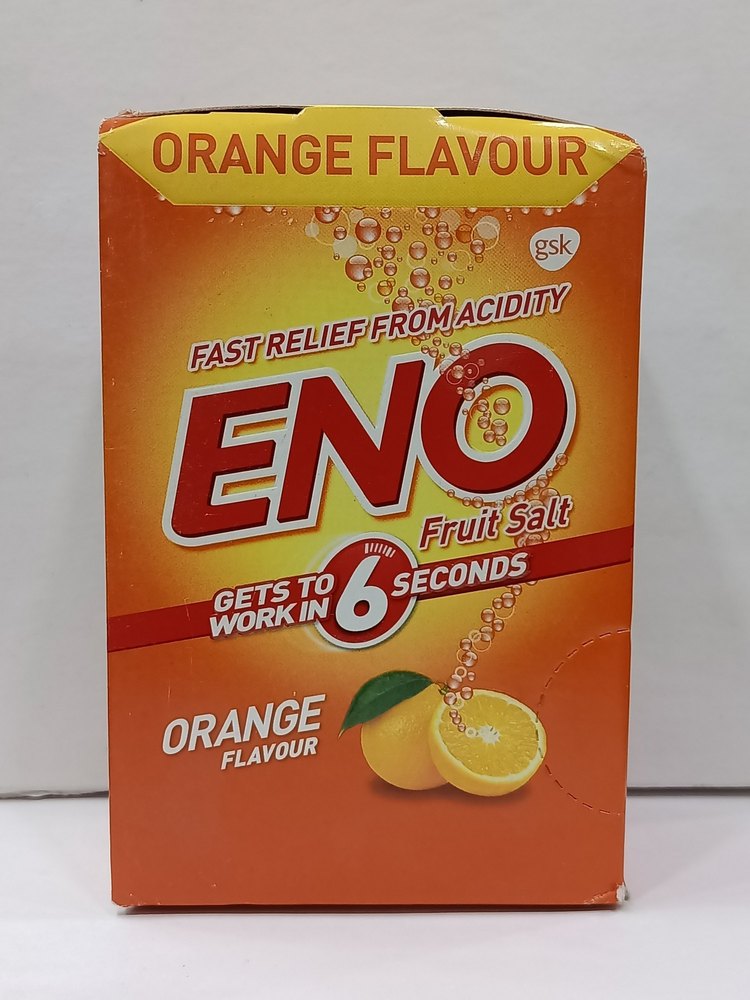 ORANGE FLAVOUR
gsk
FAST RELIEF FROM ACIDITY
ENO
Fruit Salt
GETS TO
WORK IN 6 SECONDS
ORANGE
FLAVOUR